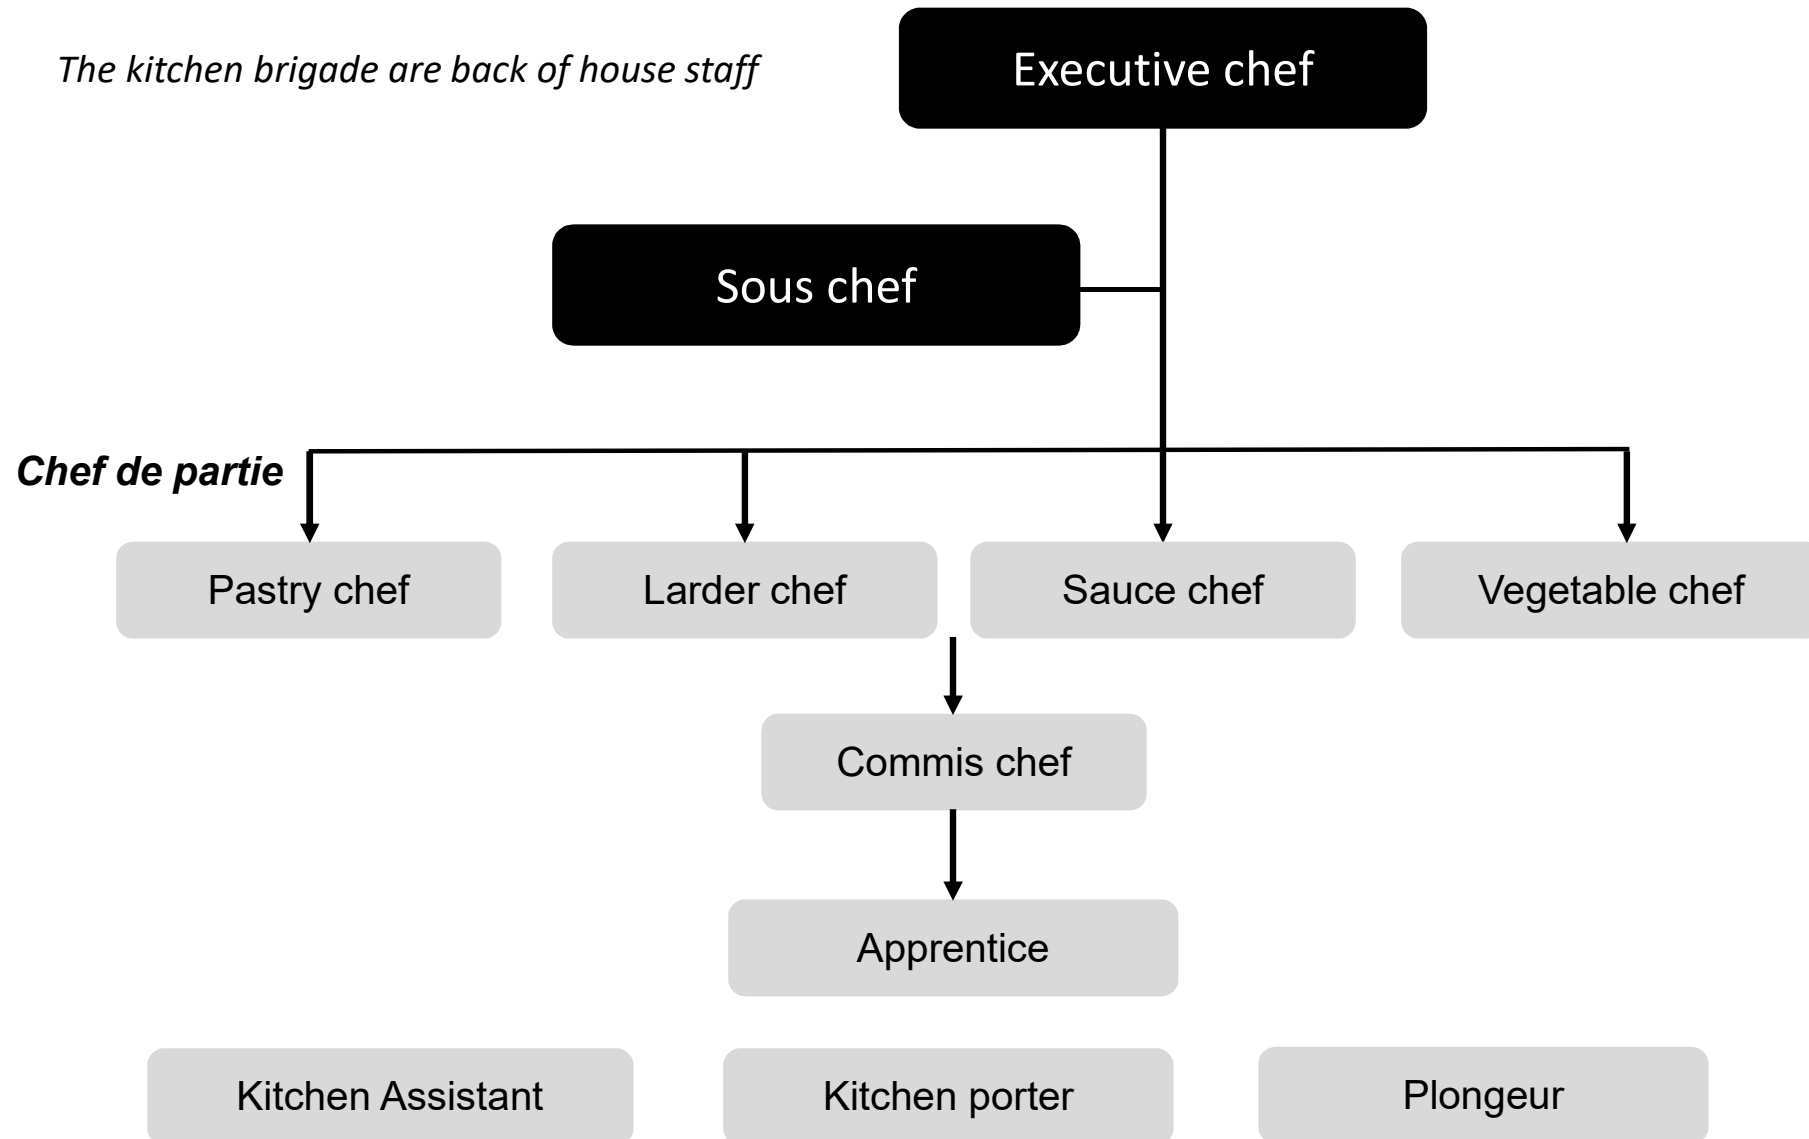 The kitchen brigade are back of house staff
Executive chef
Sous chef
Chef de partie
Pastry chef
Larder chef
Sauce chef
Vegetable chef
Commis chef
Apprentice
Kitchen Assistant
Kitchen porter
Plongeur